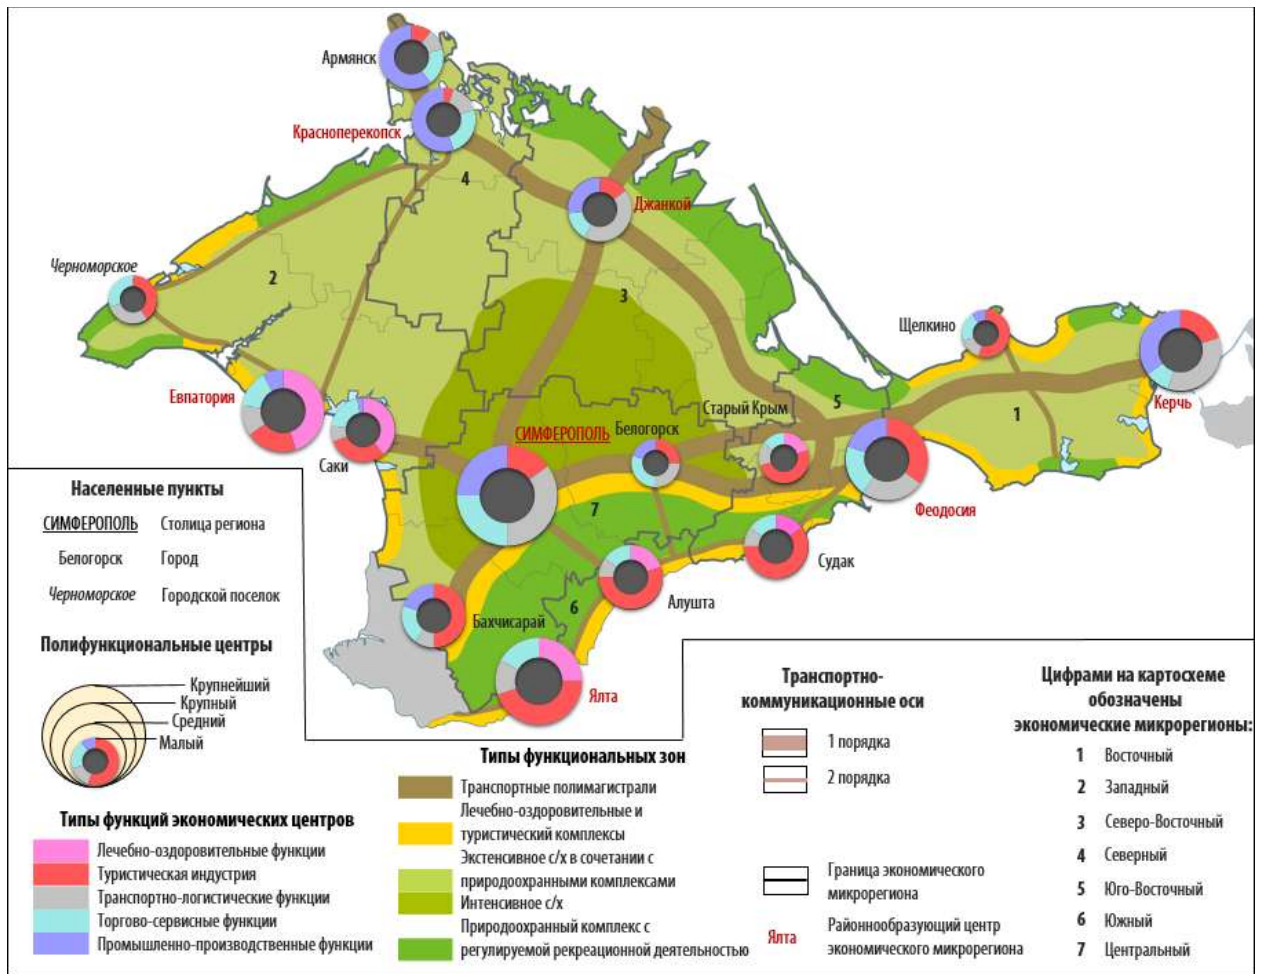 Армянск
Красноперекопск
4
Джанкой
Черноморское
2
3
Щелкино
Евпатория
Старый Крым
5
1
Керчь
СИМФЕРОПОЛЬ
Белогорск
Саки
7
Феодосия
Судак
Алушта
6
Бахчисарай
Ялта
Населенные пункты
СИМФЕРОПОЛЬ Столица региона
Белогорск Город
Черноморское Городской поселок
Полифункциональные центры
Крупнейший
Крупный
Средний
Малый
Типы функций экономических центров
Лечебно-оздоровительные функции
Туристическая индустрия
Транспортно-логистические функции
Торгово-сервисные функции
Промышленно-производственные функции
Типы функциональных зон
Транспортные полимагистрали
Лечебно-оздоровительные и
туристический комплексы
Экстенсивное с/х в сочетании с
природоохранными комплексами
Интенсивное с/х
Природоохранный комплекс с
регулируемой рекреационной деятельностью
Транспортно-
коммуникационные оси
1 порядка
2 порядка
Граница экономического
микрорегиона
Ялта Районнообразующий центр
экономического микрорегиона
Цифрами на картосхеме
обозначены
экономические микрорегионы:
1 Восточный
2 Западный
3 Северо-Восточный
4 Северный
5 Юго-Восточный
6 Южный
7 Центральный